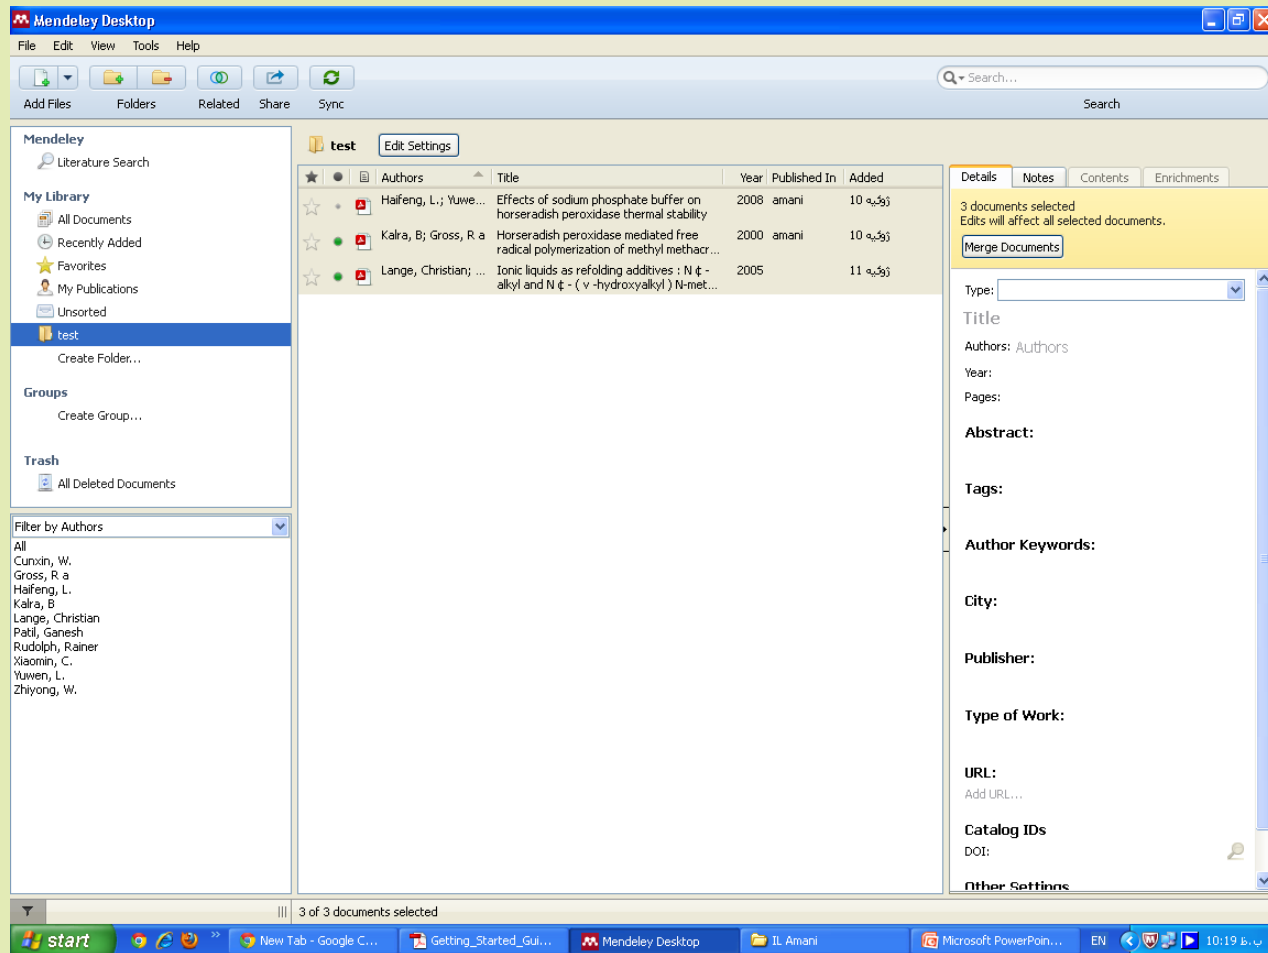 Mendeley Desktop
File Edit View Tools Help
Search...
Add Files Folders Related Share Sync Search
Mendeley
Literature Search
My Library
All Documents
Recently Added
Favorites
My Publications
Unsorted
test
Create Folder...
Groups
Create Group...
Trash
All Deleted Documents
Filter by Authors
All
Cunxin, W.
Gross, R a
Haifeng, L.
Kalra, B
Lange, Christian
Patil, Ganesh
Rudolph, Rainer
Xiaomin, C.
Yuwen, L.
Zhiyong, W.
test Edit Settings
Authors Title Year Published In Added
Haifeng, L.; Yuwe... Effects of sodium phosphate buffer on 2008 amani 10 ژوئیه
horseradish peroxidase thermal stability
Kalra, B; Gross, R a Horseradish peroxidase mediated free 2000 amani 10 ژوئیه
radical polymerization of methyl methacr...
Lange, Christian; ... Ionic liquids as refolding additives : N ¢ - 2005 11 ژوئیه
alkyl and N ¢ - ( v -hydroxyalkyl ) N-met...
Details Notes Contents Enrichments
3 documents selected
Edits will affect all selected documents.
Merge Documents
Type:
Title
Authors: Authors
Year:
Pages:
Abstract:
Tags:
Author Keywords:
City:
Publisher:
Type of Work:
URL:
Add URL...
Catalog IDs
DOI:
Other Settings
3 of 3 documents selected
start New Tab - Google C... Getting_Started_Gui... Mendeley Desktop IL Amani Microsoft PowerPoin... EN 10:19 ب.ظ